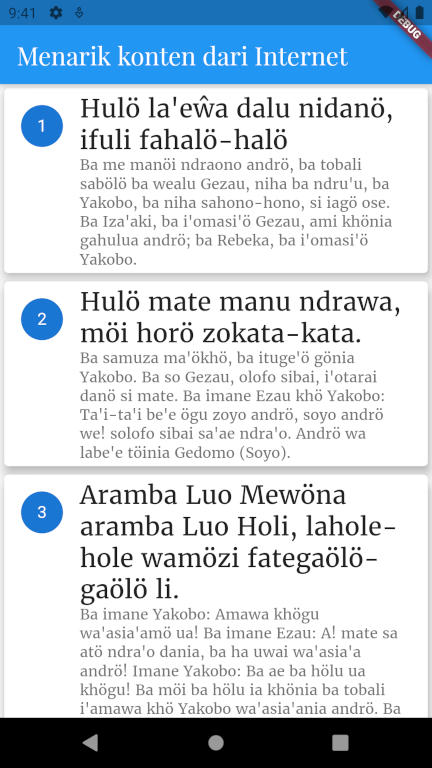 9:41
DEBUG
Menarik konten dari Internet
1
Hulö la'eŵa dalu nidanö,
ifuli fahalö-halö
Ba me manöi ndraono andrö, ba tobali
sabölö ba wealu Gezau, niha ba ndru'u, ba
Yakobo, ba niha sahono-hono, si iagö ose.
Ba Iza'aki, ba i'omasi'ö Gezau, ami khönia
gahulua andrö; ba Rebeka, ba i'omasi'ö
Yakobo.
2
Hulö mate manu ndrawa,
möi horö zokata-kata.
Ba samuza ma'ökhö, ba ituge'ö gönia
Yakobo. Ba so Gezau, olofo sibai, i'otarai
danö si mate. Ba imane Ezau khö Yakobo:
Ta'i-ta'i be'e ögu zoyo andrö, soyo andrö
we! solofo sibai sa'ae ndra'o. Andrö wa
labe'e töinia Gedomo (Soyo).
3
Aramba Luo Mewöna
aramba Luo Holi, lahole-
hole wamözi fategaölö-
gaölö li.
Ba imane Yakobo: Amawa khögu
wa'asia'amö ua! Ba imane Ezau: A! mate sa
atö ndra'o dania, ba ha uwai wa'asia'a
andrö! Imane Yakobo: Ba ae ba hölu ua
khögu! Ba möi ba hölu ia khönia ba tobali
i'amawa khö Yakobo wa'asia'ania andrö. Ba